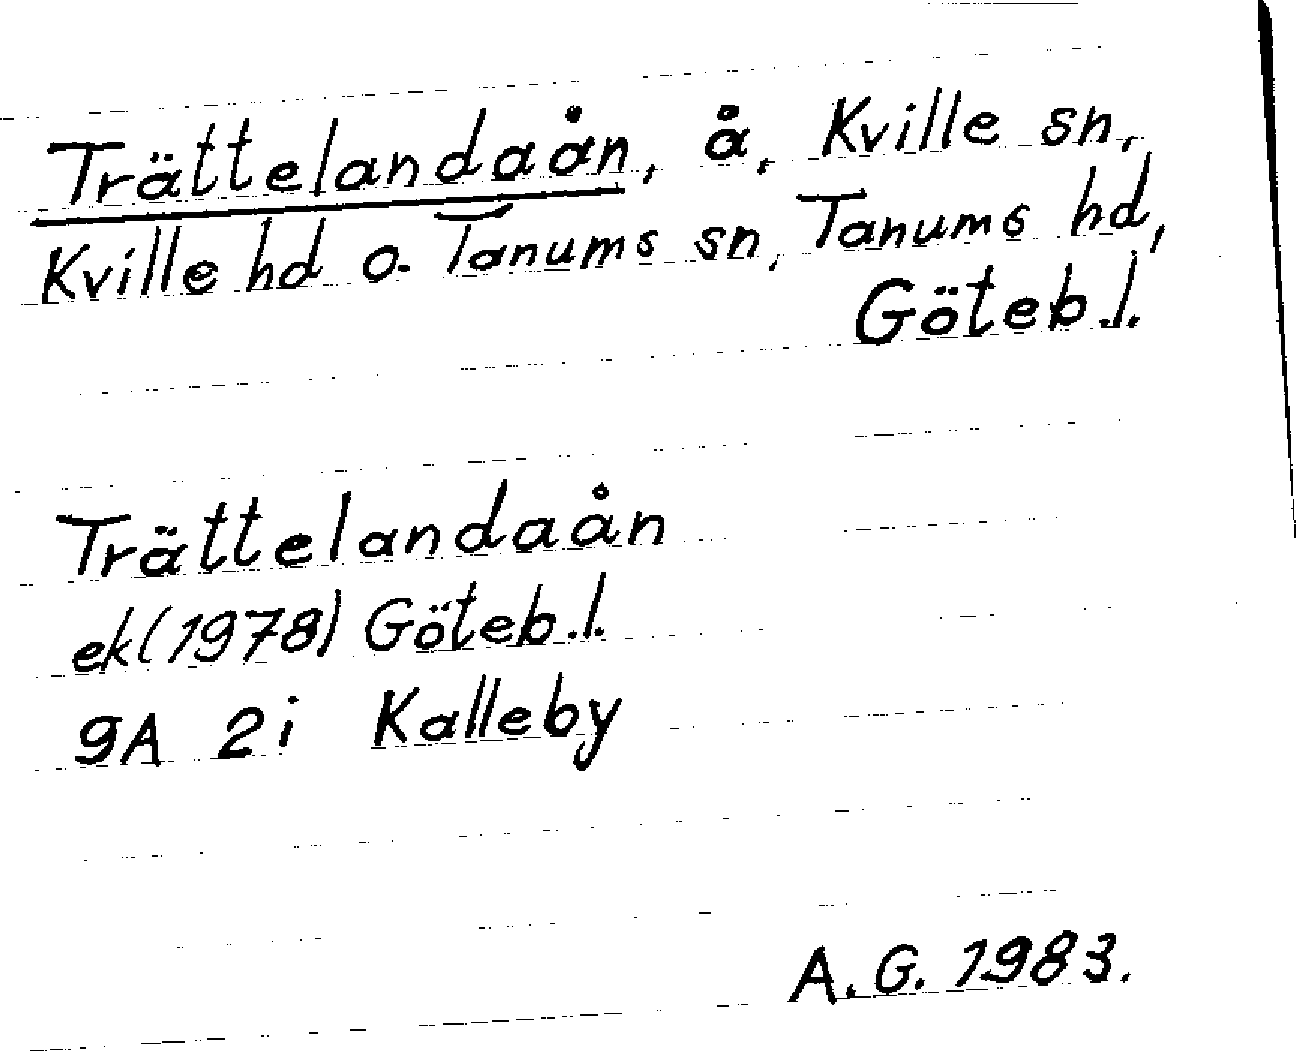 Trättelandaån, å, Kville sn,
Kville hd o. Tanums sn, Tanums hd,
Göteb.l.
Trättelandaån
ek(1978) Göteb.l.
9A 2i Kalleby
A.G. 1983.